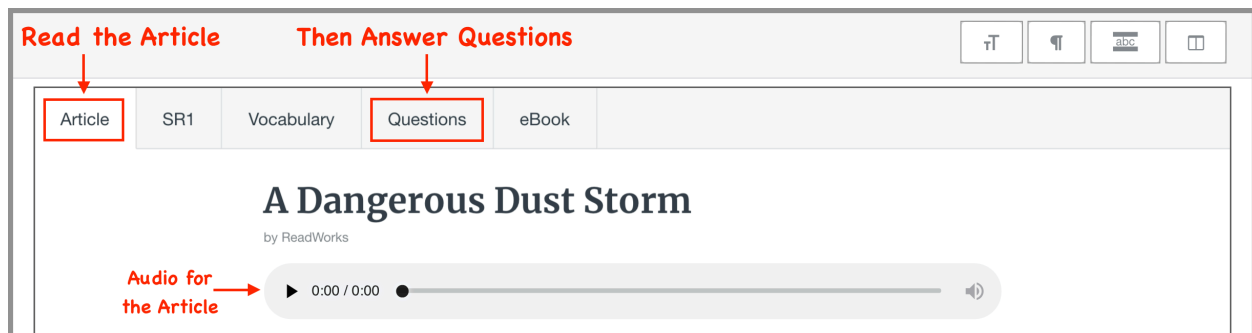 Read the Article Then Answer Questions
тT ¶ abc
Article SR1 Vocabulary Questions eBook
A Dangerous Dust Storm
by ReadWorks
Audio for
the Article
0:00 / 0:00